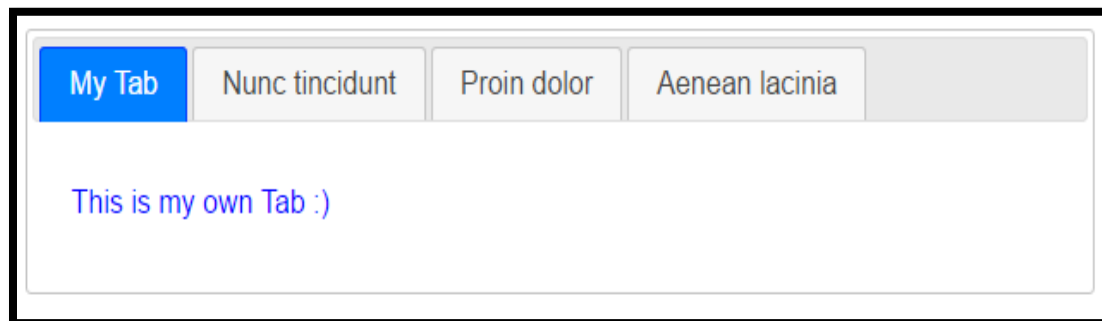 My Tab Nunc tincidunt Proin dolor Aenean lacinia
This is my own Tab :)